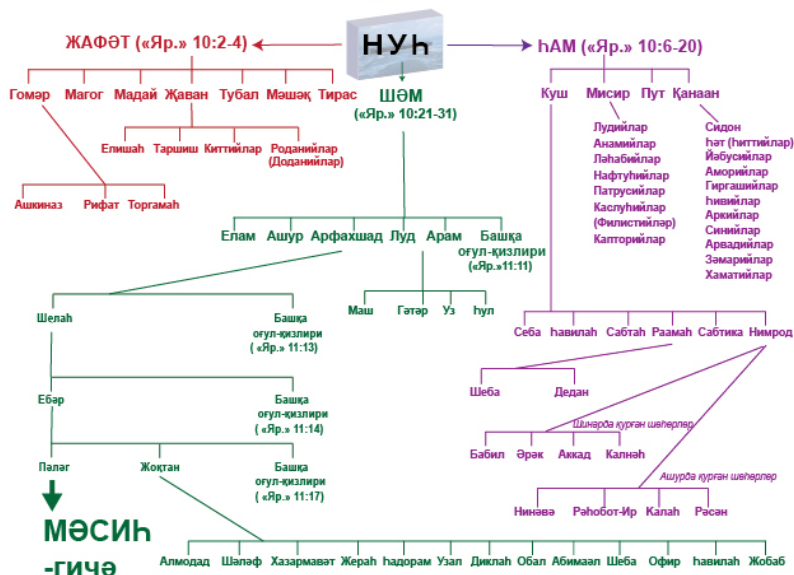 НУҺ
ЖАФӘТ («Яр.» 10:2-4)
ҺАМ («Яр.» 10:6-20)
ШӘМ
(«Яр.» 10:21-31)
Гомәр Магог Мадай Җаван Тубал Мәшәқ Тирас
Елишаһ Таршиш Киттийлар Роданийлар
(Доданийлар)
Ашкиназ Рифат Торгамаһ
Куш Мисир Пут Қанаан
Лудийлар
Анамийлар
Ләһабийлар
Нафтуһийлар
Патрусийлар
Каслуһийлар
(Филистийләр)
Капторийлар
Сидон
Һәт (Һиттийлар)
Йәбусийлар
Аморийлар
Гиргашийлар
Һивийлар
Аркийлар
Синийлар
Арвадийлар
Зәмарийлар
Хаматийлар
Елам Ашур Арфахшад Луд Арам Башқа
оғул-қизлири
(«Яр.»11:11)
Маш Гәтәр Уз Һул
Шелаһ Башқа
оғул-қизлири
( «Яр.» 11:13)
Ебәр Башқа
оғул-қизлири
( «Яр.» 11:14)
Пәләг Жоқтан Башқа
оғул-қизлири
( «Яр.» 11:17)
МӘСИҺ
-гичә
Себа Һавилаһ Сабтаһ Раамаһ Сабтика Нимрод
Шеба Дедан
Шинарда қурған шәһәрләр
Бабил Әрәк Аккад Калнәһ
Ашурда қурған шәһәрләр
Нинәвә Рәһобот-Ир Калаһ Рәсән
Алмодад Шәләф Хазармавәт Жераһ Һадорам Узал Диклаһ Обал Абимаәл Шеба Офир Һавилаһ Жобаб